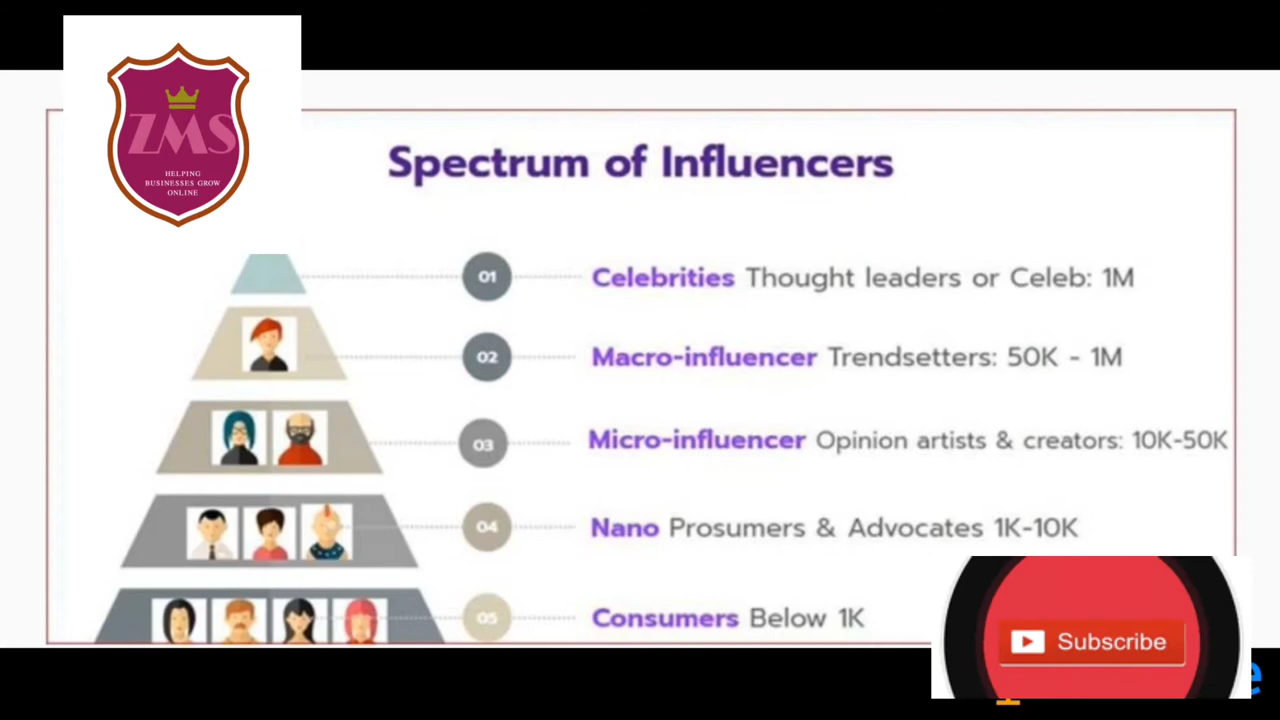 ZMS
HELPING
BUSINESSES GROW
ONLINE
Spectrum of Influencers
01
Celebrities Thought leaders or Celeb: 1M
02
Macro-influencer Trendsetters: 50K - 1M
03
Micro-influencer Opinion artists & creators: 10K-50K
04
Nano Prosumers & Advocates 1K-10K
05
Consumers Below 1K
Subscribe